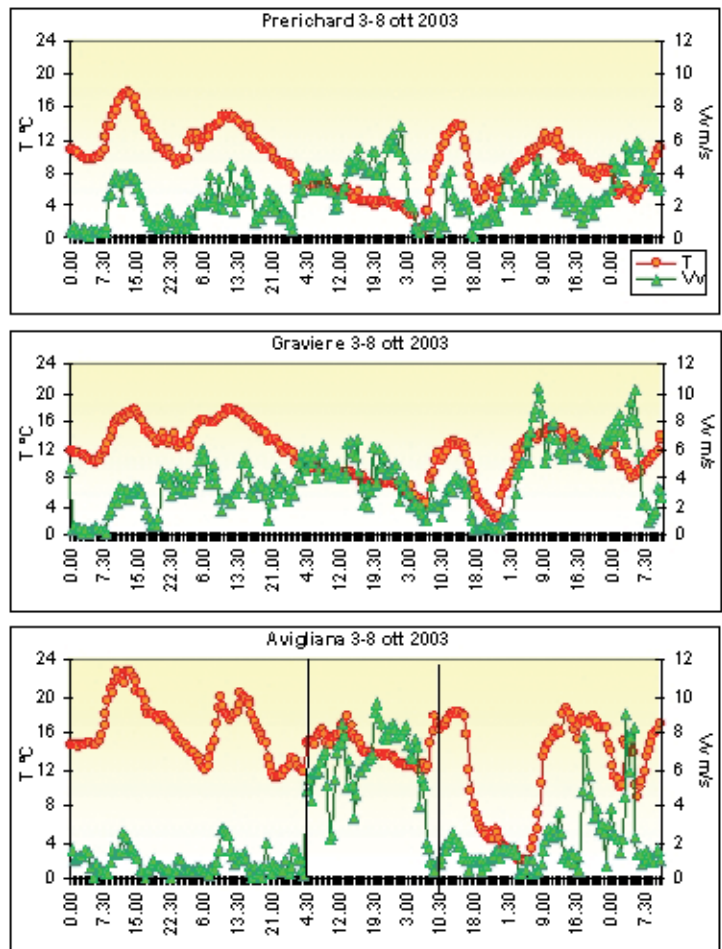 Prerichard 3-8 ott 2003
24 20 16 12 8 4 0
T °C
12 10 8 6 4 2 0
Vv m/s
0.00 7.30 15.00 22.30 6.00 13.30 21.00 4.30 12.00 19.30 3.00 10.30 18.00 1.30 9.00 16.30 0.00 7.30
T
Vv
Graviere 3-8 ott 2003
24 20 16 12 8 4 0
T °C
12 10 8 6 4 2 0
Vv m/s
0.00 7.30 15.00 22.30 6.00 13.30 21.00 4.30 12.00 19.30 3.00 10.30 18.00 1.30 9.00 16.30 0.00 7.30
Avigliana 3-8 ott 2003
24 20 16 12 8 4 0
T °C
12 10 8 6 4 2 0
Vv m/s
0.00 7.30 15.00 22.30 6.00 13.30 21.00 4.30 12.00 19.30 3.00 10.30 18.00 1.30 9.00 16.30 0.00 7.30